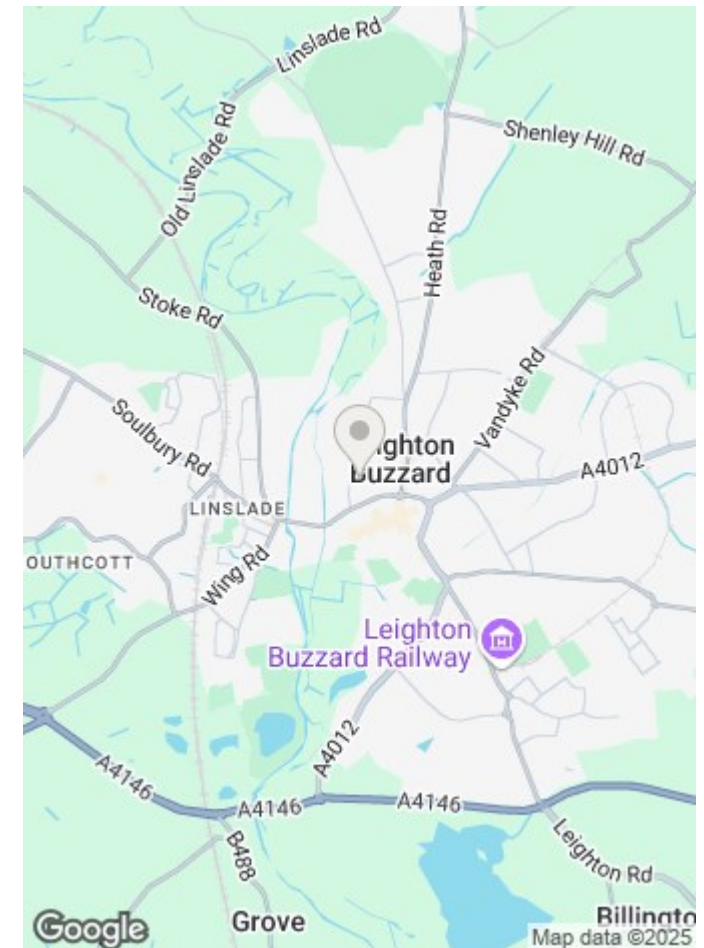 Linslade Rd
Shenley Hill Rd
Old Linslade Rd
Heath Rd
Stoke Rd
Vandyke Rd
Soulbury Rd
ighton
Buzzard
A4012
LINSLADE
OUTHCOTT
Wing Rd
Leighton
Buzzard Railway
A4012
A4146
A4146
A4146
B488
Leighton Rd
Grove
Billingto
Google
Map data ©2025